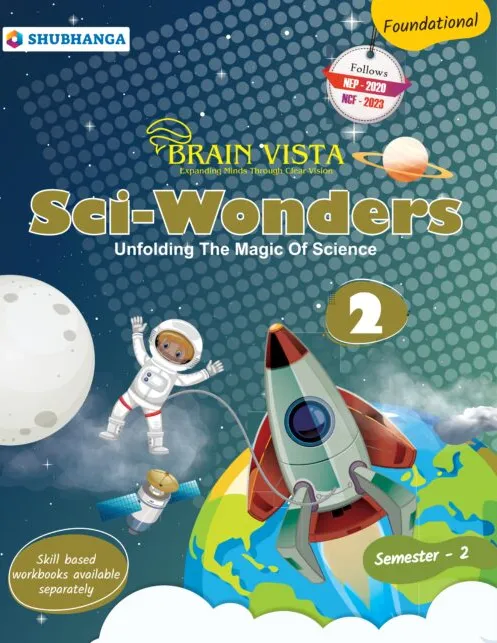 SHUBHANGA
Foundational
Follows
NEP - 2020
NCF - 2023
BRAIN VISTA
Expanding Minds Through Clear Vision
Sci-Wonders
Unfolding The Magic Of Science
2
Semester - 2
Skill based
workbooks available
separately